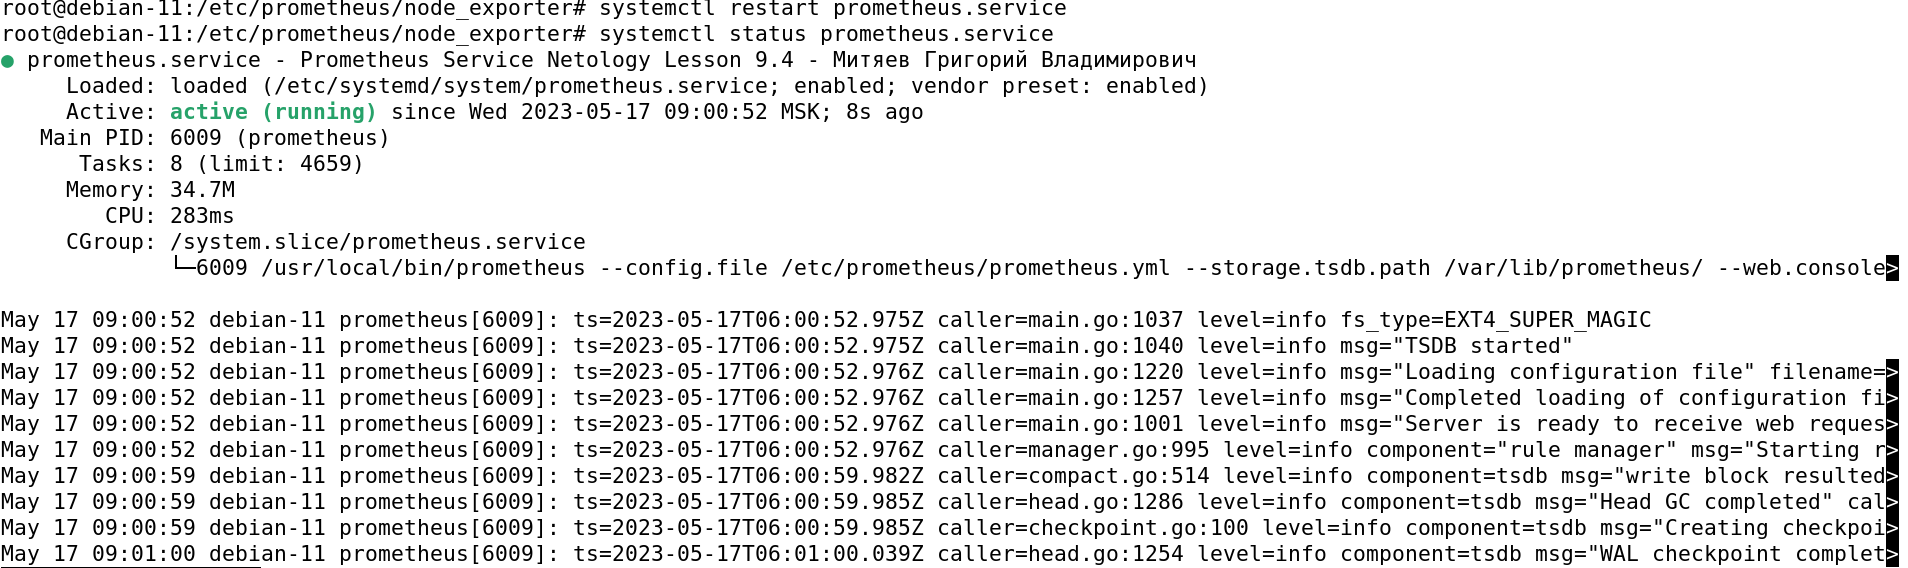 root@debian-11:/etc/prometheus/node_exporter# systemctl restart prometheus.service
root@debian-11:/etc/prometheus/node_exporter# systemctl status prometheus.service
● prometheus.service - Prometheus Service Netology Lesson 9.4 - Митяев Григорий Владимирович
     Loaded: loaded (/etc/systemd/system/prometheus.service; enabled; vendor preset: enabled)
     Active: active (running) since Wed 2023-05-17 09:00:52 MSK; 8s ago
   Main PID: 6009 (prometheus)
      Tasks: 8 (limit: 4659)
     Memory: 34.7M
        CPU: 283ms
     CGroup: /system.slice/prometheus.service
             └─6009 /usr/local/bin/prometheus --config.file /etc/prometheus/prometheus.yml --storage.tsdb.path /var/lib/prometheus/ --web.console>

May 17 09:00:52 debian-11 prometheus[6009]: ts=2023-05-17T06:00:52.975Z caller=main.go:1037 level=info fs_type=EXT4_SUPER_MAGIC
May 17 09:00:52 debian-11 prometheus[6009]: ts=2023-05-17T06:00:52.975Z caller=main.go:1040 level=info msg="TSDB started"
May 17 09:00:52 debian-11 prometheus[6009]: ts=2023-05-17T06:00:52.976Z caller=main.go:1220 level=info msg="Loading configuration file" filename=>
May 17 09:00:52 debian-11 prometheus[6009]: ts=2023-05-17T06:00:52.976Z caller=main.go:1257 level=info msg="Completed loading of configuration fi>
May 17 09:00:52 debian-11 prometheus[6009]: ts=2023-05-17T06:00:52.976Z caller=main.go:1001 level=info msg="Server is ready to receive web reques>
May 17 09:00:52 debian-11 prometheus[6009]: ts=2023-05-17T06:00:52.976Z caller=manager.go:995 level=info component="rule manager" msg="Starting r>
May 17 09:00:59 debian-11 prometheus[6009]: ts=2023-05-17T06:00:59.982Z caller=compact.go:514 level=info component=tsdb msg="write block resulted>
May 17 09:00:59 debian-11 prometheus[6009]: ts=2023-05-17T06:00:59.985Z caller=head.go:1286 level=info component=tsdb msg="Head GC completed" cal>
May 17 09:00:59 debian-11 prometheus[6009]: ts=2023-05-17T06:00:59.985Z caller=checkpoint.go:100 level=info component=tsdb msg="Creating checkpoi>
May 17 09:01:00 debian-11 prometheus[6009]: ts=2023-05-17T06:01:00.039Z caller=head.go:1254 level=info component=tsdb msg="WAL checkpoint complet>